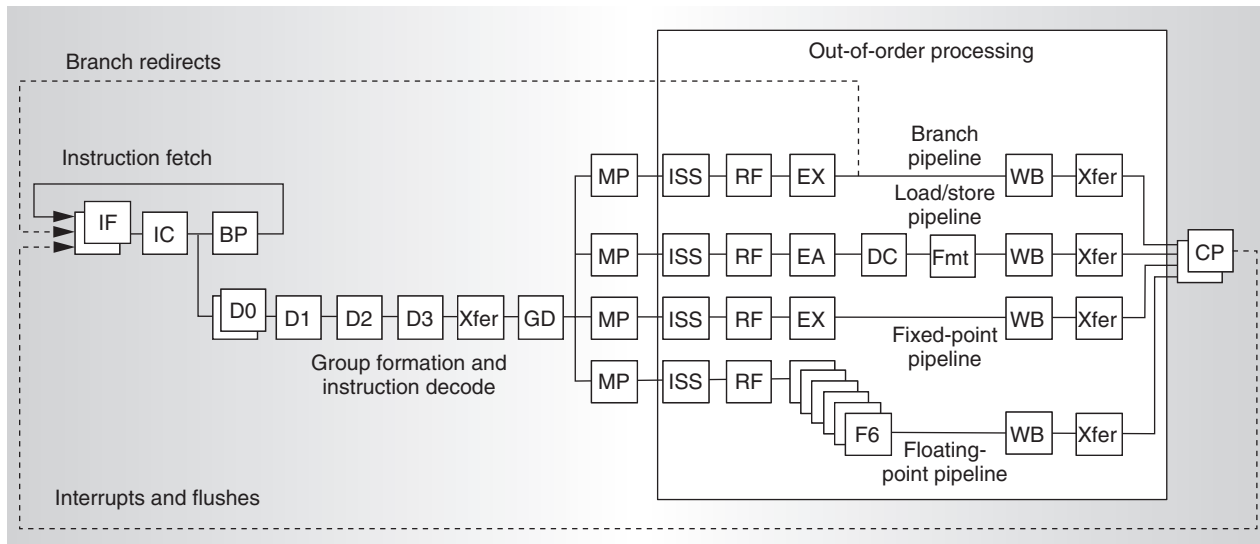 Out-of-order processing
Branch redirects
Instruction fetch
Branch
pipeline
MP ISS RF EX WB Xfer
Load/store
pipeline
IF IC BP
MP ISS RF EA DC Fmt WB Xfer CP
D0 D1 D2 D3 Xfer GD
MP ISS RF EX WB Xfer
Fixed-point
pipeline
Group formation and
instruction decode
MP ISS RF
F6 WB Xfer
Floating-
point pipeline
Interrupts and flushes